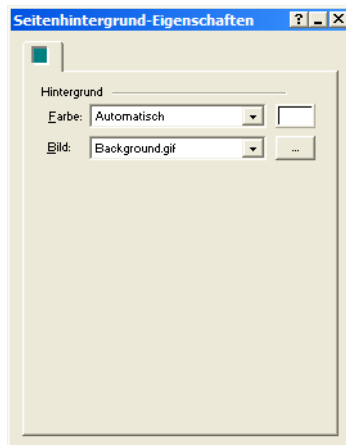 Seitenhintergrund-Eigenschaften
Hintergrund
Farbe: Automatisch
Bild: Background.gif ...